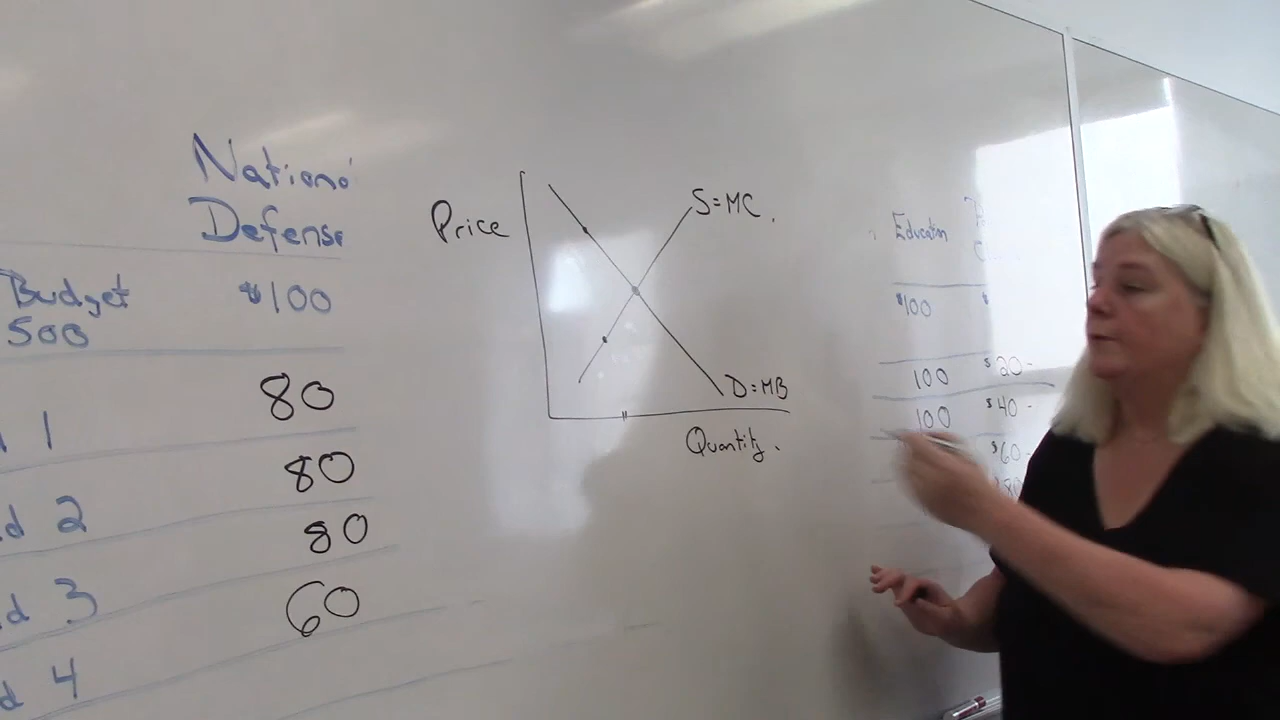 Nationa
Defense
Budget $100
500
1 80
d 2 80
d 3 80
d 4 60
Price
S=MC.
D=MB
Quantity.
Education
$100
100 $20-
100 $40-
$60-
80